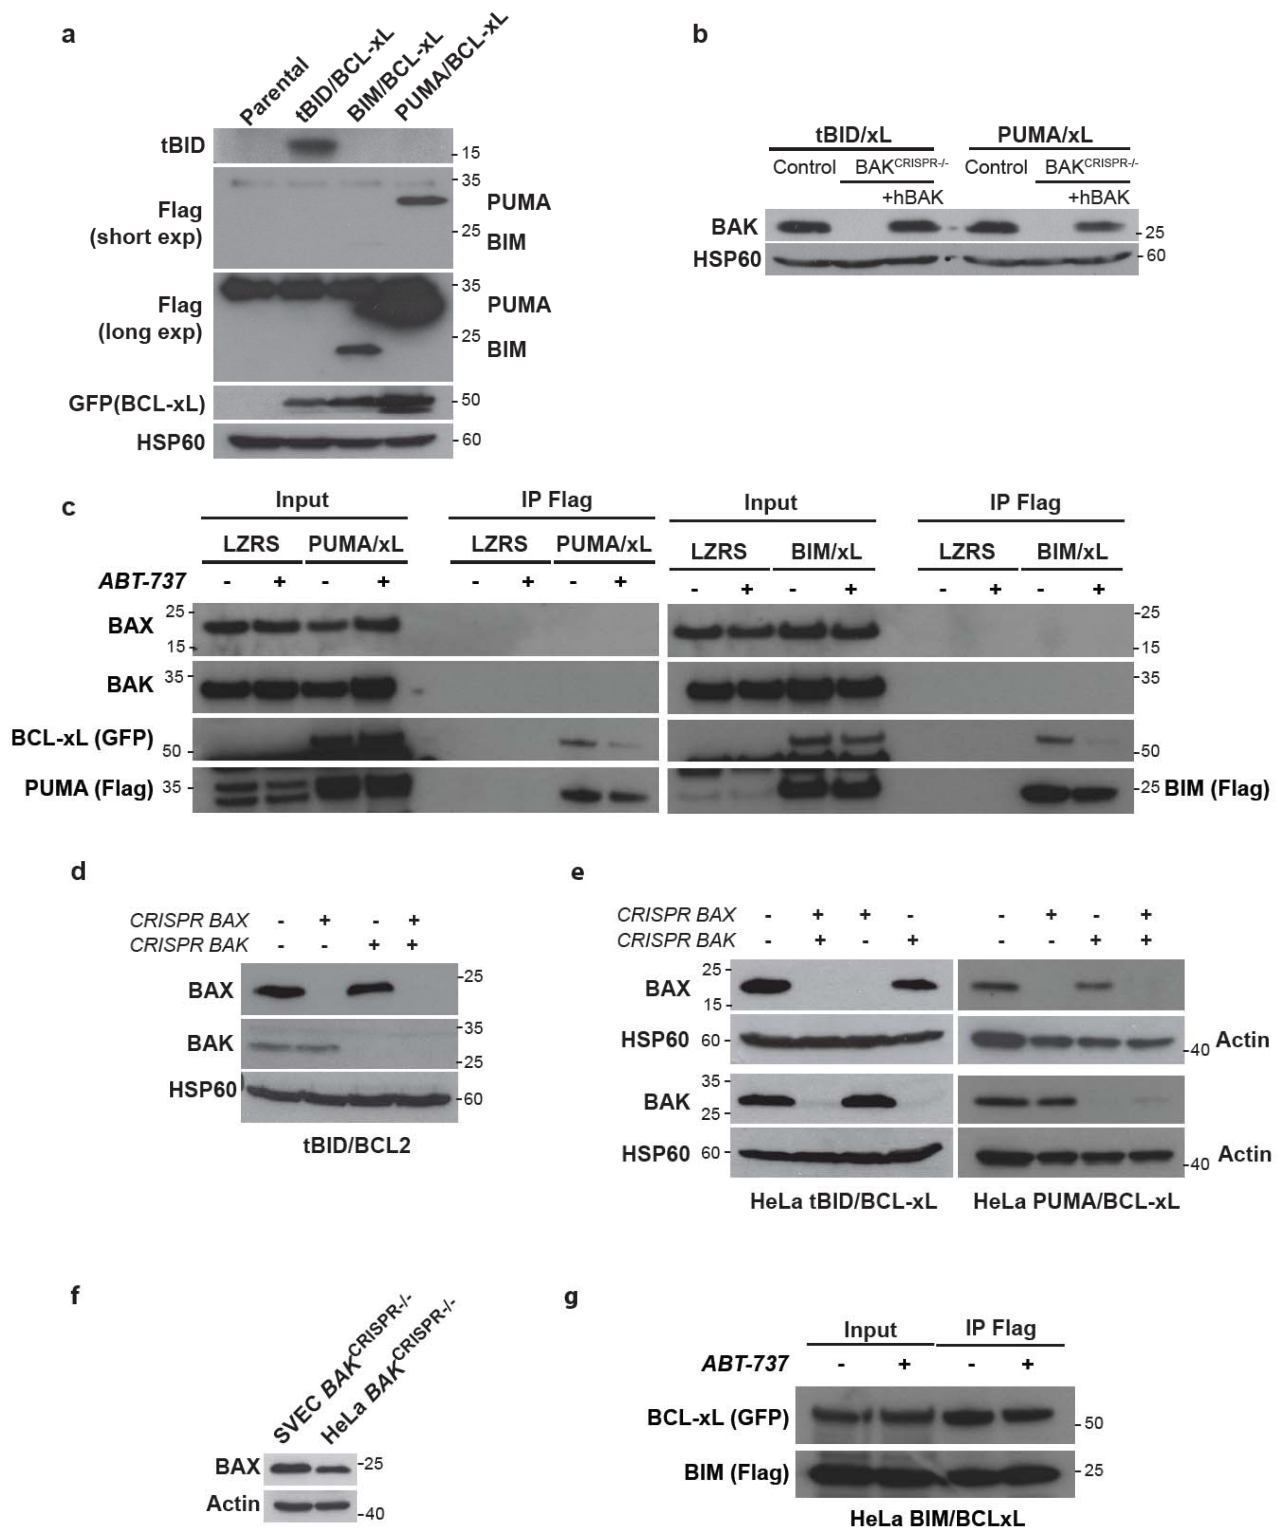 a
Parental
tBID/BCL-xL
BIM/BCL-xL
PUMA/BCL-xL
tBID
15
Flag
(short exp)
35
PUMA
25
BIM
Flag
(long exp)
35
PUMA
25
BIM
GFP(BCL-xL)
50
HSP60
60
b
tBID/xL PUMA/xL
Control BAKCRISPR-/- Control BAKCRISPR-/-
+hBAK +hBAK
BAK
25
HSP60
60
c
Input IP Flag Input IP Flag
LZRS PUMA/xL LZRS PUMA/xL LZRS BIM/xL LZRS BIM/xL
ABT-737 - + - + - + - + - + - + - + - +
BAX 25 15 25 15
BAK 35 35
BCL-xL (GFP) 50 50
PUMA (Flag) 35 25 BIM (Flag)
d
CRISPR BAX - + - +
CRISPR BAK - - + +
BAX 25
BAK 35
25
HSP60 60
tBID/BCL2
e
CRISPR BAX - + + - - + - +
CRISPR BAK - + - + - - + +
BAX 25
15
HSP60 60 40 Actin
BAK 35
25
HSP60 60 40 Actin
HeLa tBID/BCL-xL HeLa PUMA/BCL-xL
f
SVEC BAKCRISPR-/-
HeLa BAKCRISPR-/-
BAX 25
Actin 40
g
Input IP Flag
ABT-737 - + - +
BCL-xL (GFP) 50
BIM (Flag) 25
HeLa BIM/BCLxL